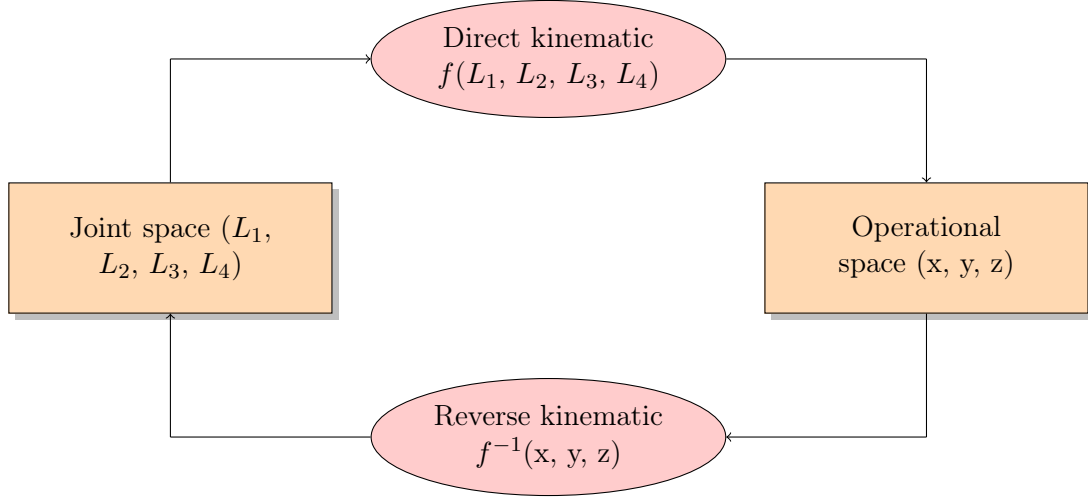 Direct kinematic
f(L₁, L₂, L₃, L₄)
Joint space (L₁,
L₂, L₃, L₄)
Operational
space (x, y, z)
Reverse kinematic
f⁻¹(x, y, z)